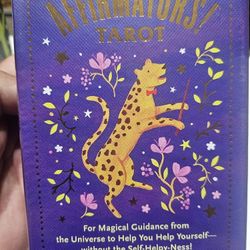 AFFIRMATORS!
TAROT
For Magical Guidance from
the Universe to Help You Help Yourself—
without the Self-Helpy-Ness!